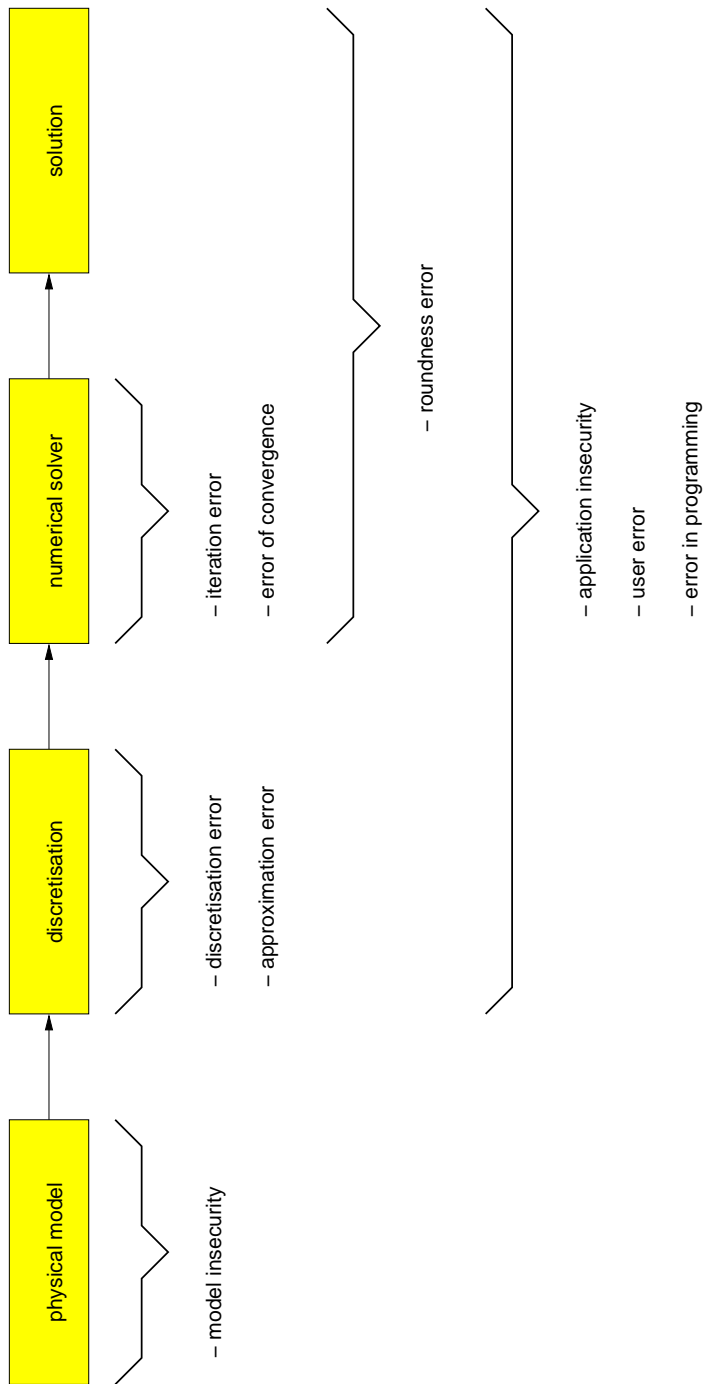 physical model
discretisation
numerical solver
solution
– model insecurity
– discretisation error
– approximation error
– iteration error
– error of convergence
– roundness error
– application insecurity
– user error
– error in programming